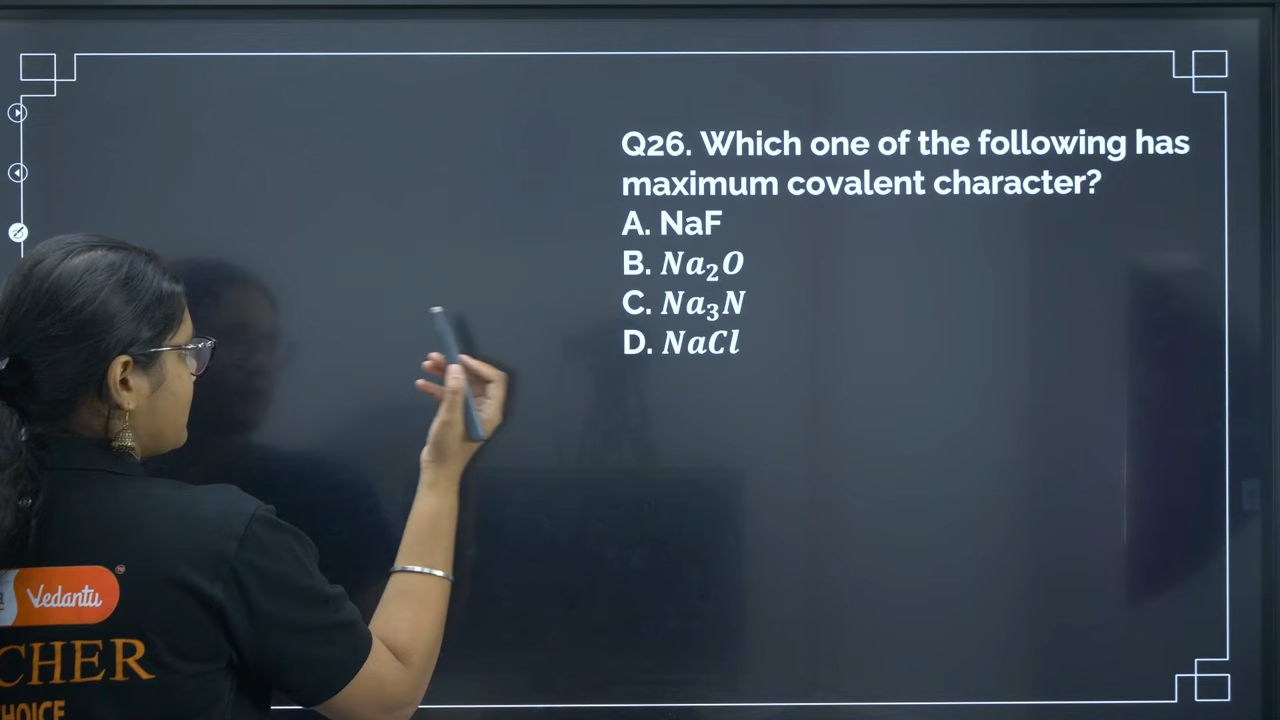 Q26. Which one of the following has
maximum covalent character?
A. NaF
B. Na₂O
C. Na₃N
D. NaCl
Vedantu
CHER
HOICE